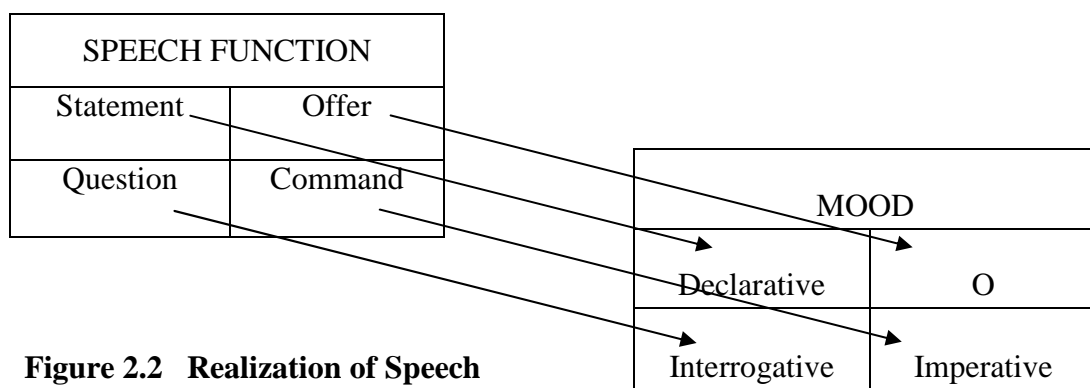 SPEECH FUNCTION
Statement Offer
Question Command
MOOD
Declarative O
Interrogative Imperative
Figure 2.2 Realization of Speech